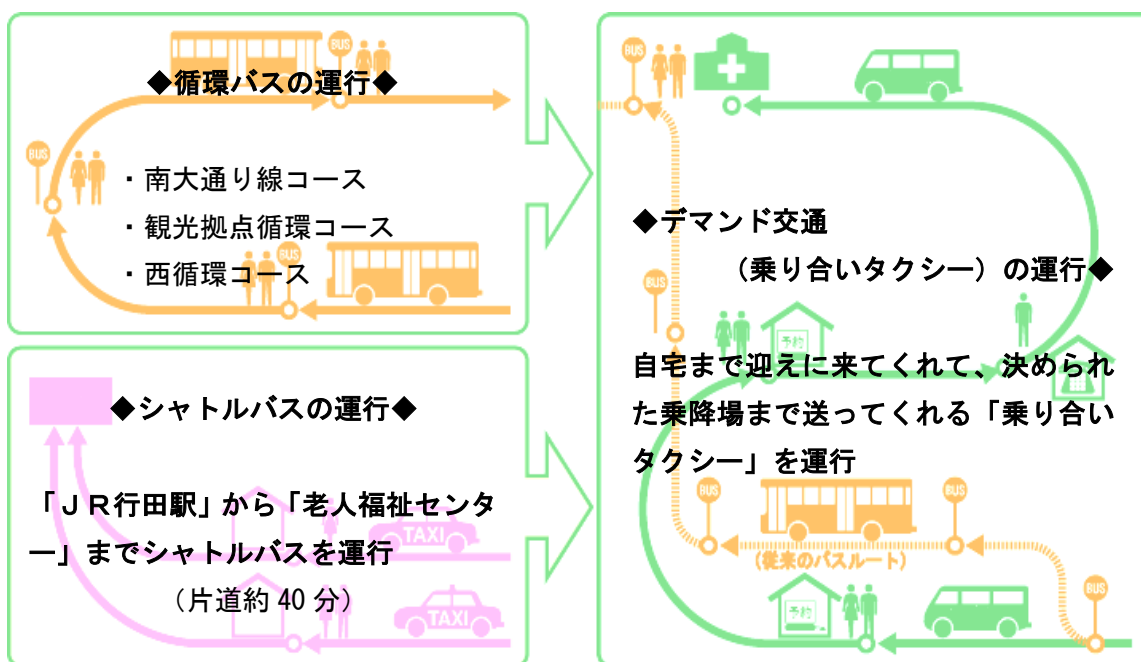 ◆循環バスの運行◆
・南大通り線コース
・観光拠点循環コース
・西循環コース
BUS
BUS
BUS
◆シャトルバスの運行◆
「ＪＲ行田駅」から「老人福祉センタ
ー」までシャトルバスを運行
（片道約 40 分）
TAXI
TAXI
BUS
◆デマンド交通
（乗り合いタクシー）の運行◆
BUS
予約
自宅まで迎えに来てくれて、決められ
た乗降場まで送ってくれる「乗り合い
タクシー」を運行
BUS
BUS
(従来のバスルート)
予約
BUS